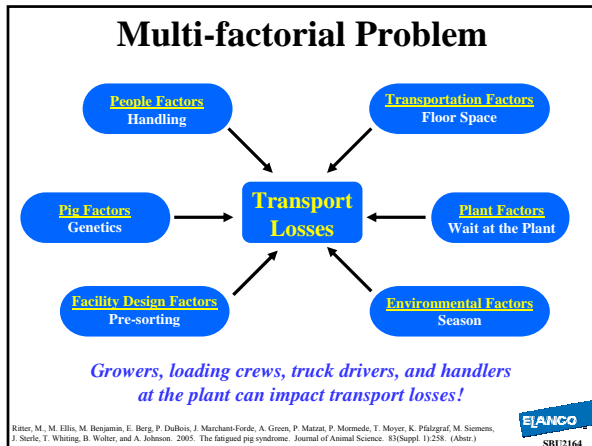 Multi-factorial Problem
People Factors
Handling
Transportation Factors
Floor Space
Pig Factors
Genetics
Transport
Losses
Plant Factors
Wait at the Plant
Facility Design Factors
Pre-sorting
Environmental Factors
Season
Growers, loading crews, truck drivers, and handlers
at the plant can impact transport losses!
Ritter, M., M. Ellis, M. Benjamin, E. Berg, P. DuBois, J. Marchant-Forde, A. Green, P. Matzat, P. Mormede, T. Moyer, K. Pfalzgraf, M. Siemens,
J. Sterle, T. Whiting, B. Wolter, and A. Johnson.  2005.  The fatigued pig syndrome.  Journal of Animal Science.  83(Suppl. 1):258.  (Abstr.)
ELANCO
SBU2164